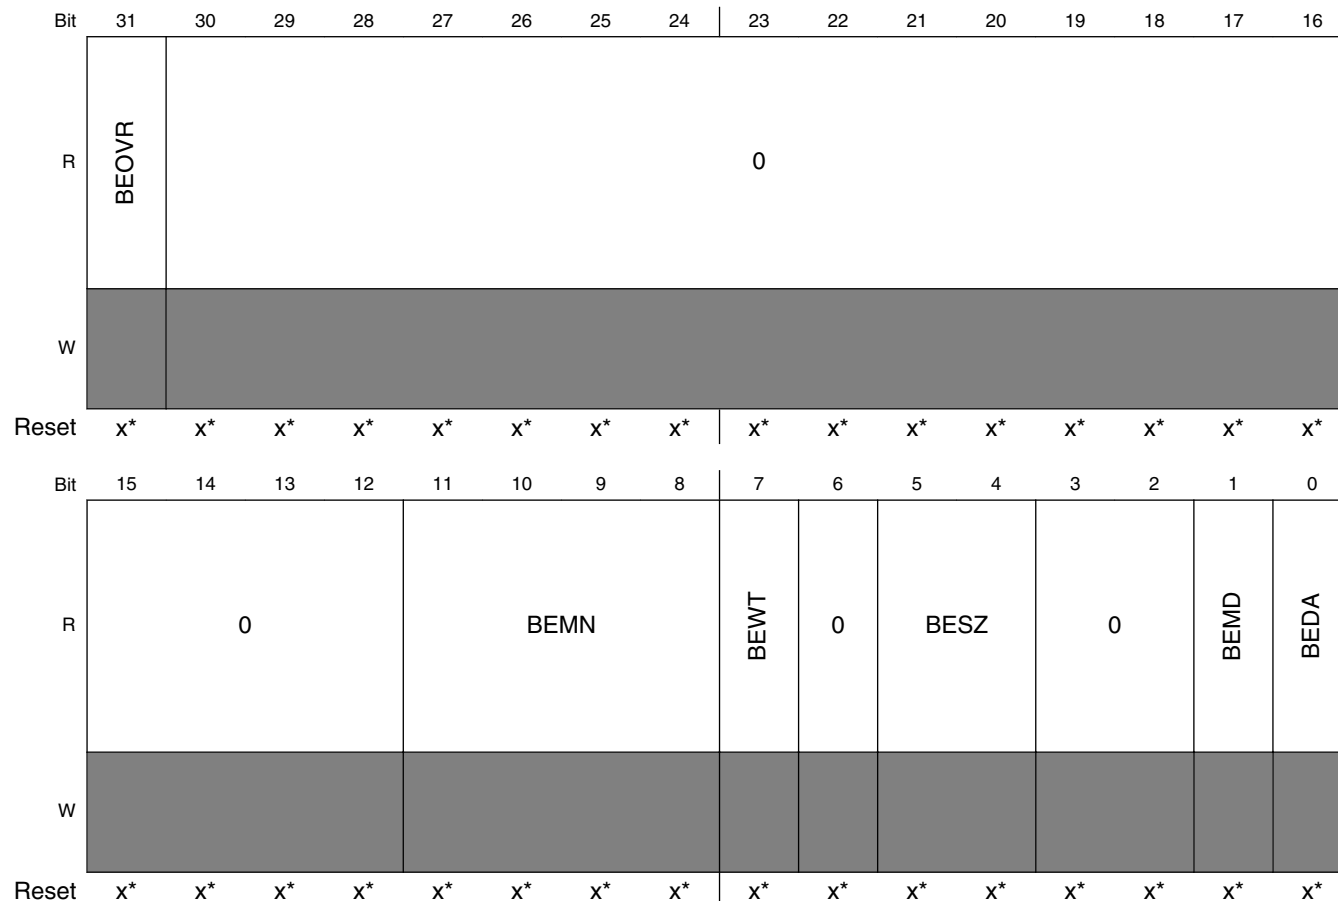 Bit 31 30 29 28 27 26 25 24 23 22 21 20 19 18 17 16
R BEOVR 0
W
Reset x* x* x* x* x* x* x* x* x* x* x* x* x* x* x* x*
Bit 15 14 13 12 11 10 9 8 7 6 5 4 3 2 1 0
R 0 BEMN BEWT 0 BESZ 0 BEMD BEDA
W
Reset x* x* x* x* x* x* x* x* x* x* x* x* x* x* x* x*